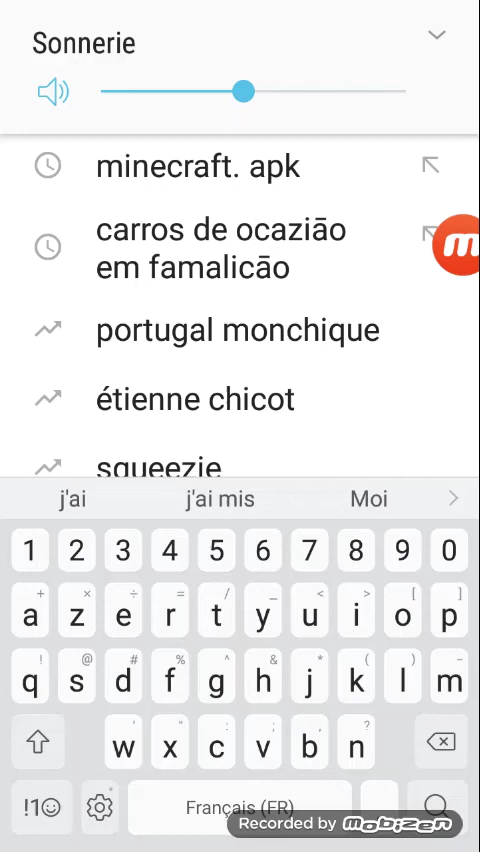 Sonnerie
minecraft. apk
carros de ocazião
em famalicão
portugal monchique
étienne chicot
squeezie
j'ai j'ai mis Moi
1 2 3 4 5 6 7 8 9 0
+ × ÷ = / _ < > [ ]
a z e r t y u i o p
! @ # % ^ & * ( ) -
q s d f g h j k l m
' " : ; , ?
w x c v b n
!1☺ Français (FR)
Recorded by mobizen